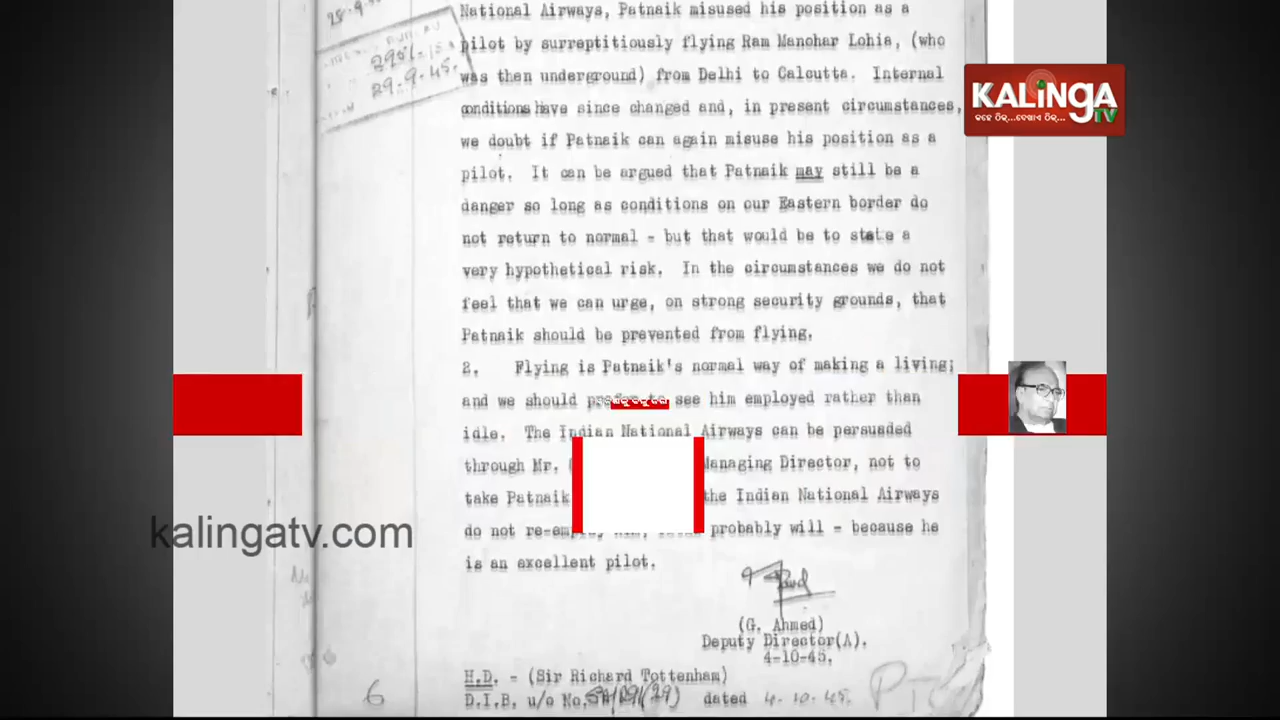 28-9-
2951-
29-9-45.
National Airways, Patnaik misused his position as a
pilot by surreptitiously flying Ram Manohar Lohia, (who
was then underground) from Delhi to Calcutta. Internal
conditions have since changed and, in present circumstances,
we doubt if Patnaik can again misuse his position as a
pilot. It can be argued that Patnaik may still be a
danger so long as conditions on our Eastern border do
not return to normal - but that would be to state a
very hypothetical risk. In the circumstances we do not
feel that we can urge, on strong security grounds, that
Patnaik should be prevented from flying.
2. Flying is Patnaik's normal way of making a living;
and we should see him employed rather than
idle. The Indian National Airways can be persuaded
through Mr. Managing Director, not to
take Patnaik the Indian National Airways
do not probably will - because he
is an excellent pilot.
(G. Ahmed)
Deputy Director(A).
4-10-45.
H.D. - (Sir Richard Tottenham)
D.I.B. u/o No. dated 4.10.45.
6
KALINGA TV
କହେ ଠିକ୍...ଦେଖାଏ ଠିକ୍...
kalingatv.com